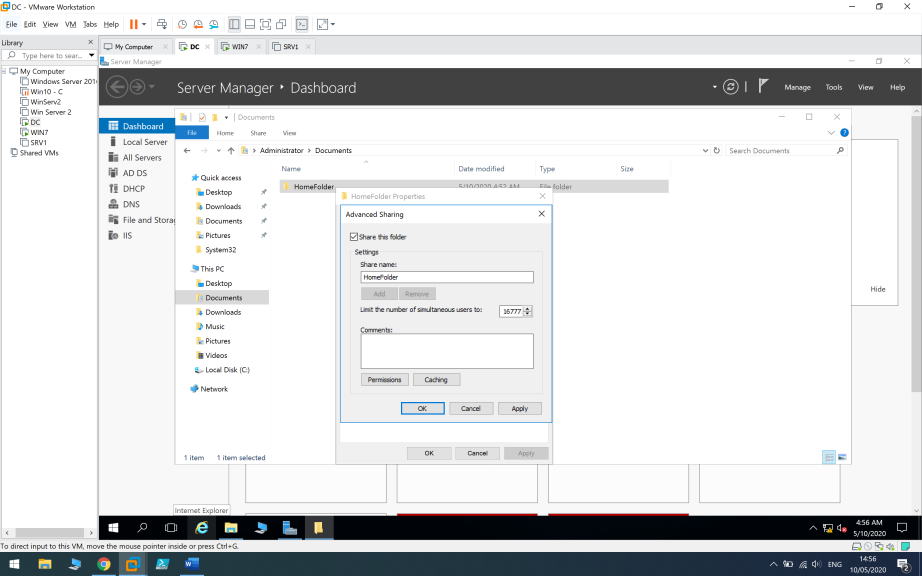 DC - VMware Workstation
File Edit View VM Tabs Help
Library
Type here to sear...
My Computer
Windows Server 201
Win10 - C
WinServ2
Win Server 2
DC
WIN7
SRV1
Shared VMs
My Computer DC WIN7 SRV1
Server Manager
Server Manager Dashboard
Manage Tools View Help
Dashboard
Local Server
All Servers
AD DS
DHCP
DNS
File and Storag
IIS
Documents
File Home Share View
Administrator Documents
Search Documents
Name Date modified Type Size
HomeFolder 5/10/2020 4:52 AM File folder
Quick access
Desktop
Downloads
Documents
Pictures
System32
This PC
Desktop
Documents
Downloads
Music
Pictures
Videos
Local Disk (C:)
Network
1 item 1 item selected
HomeFolder Properties
Advanced Sharing
Share this folder
Settings
Share name:
HomeFolder
Add Remove
Limit the number of simultaneous users to: 16777
Comments:
Permissions Caching
OK Cancel Apply
OK Cancel Apply
Hide
Internet Explorer
4:56 AM
5/10/2020
To direct input to this VM, move the mouse pointer inside or press Ctrl+G.
ENG
14:56
10/05/2020
2